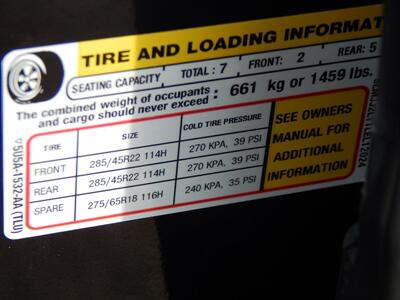 TIRE AND LOADING INFORMAT
SEATING CAPACITY TOTAL : 7 FRONT: 2 REAR: 5
The combined weight of occupants
and cargo should never exceed : 661 kg or 1459 lbs.
TIRE SIZE COLD TIRE PRESSURE
FRONT 285/45R22 114H 270 KPA, 39 PSI
REAR 285/45R22 114H 270 KPA, 39 PSI
SPARE 275/65R18 116H 240 KPA, 35 PSI
SEE OWNERS
MANUAL FOR
ADDITIONAL
INFORMATION